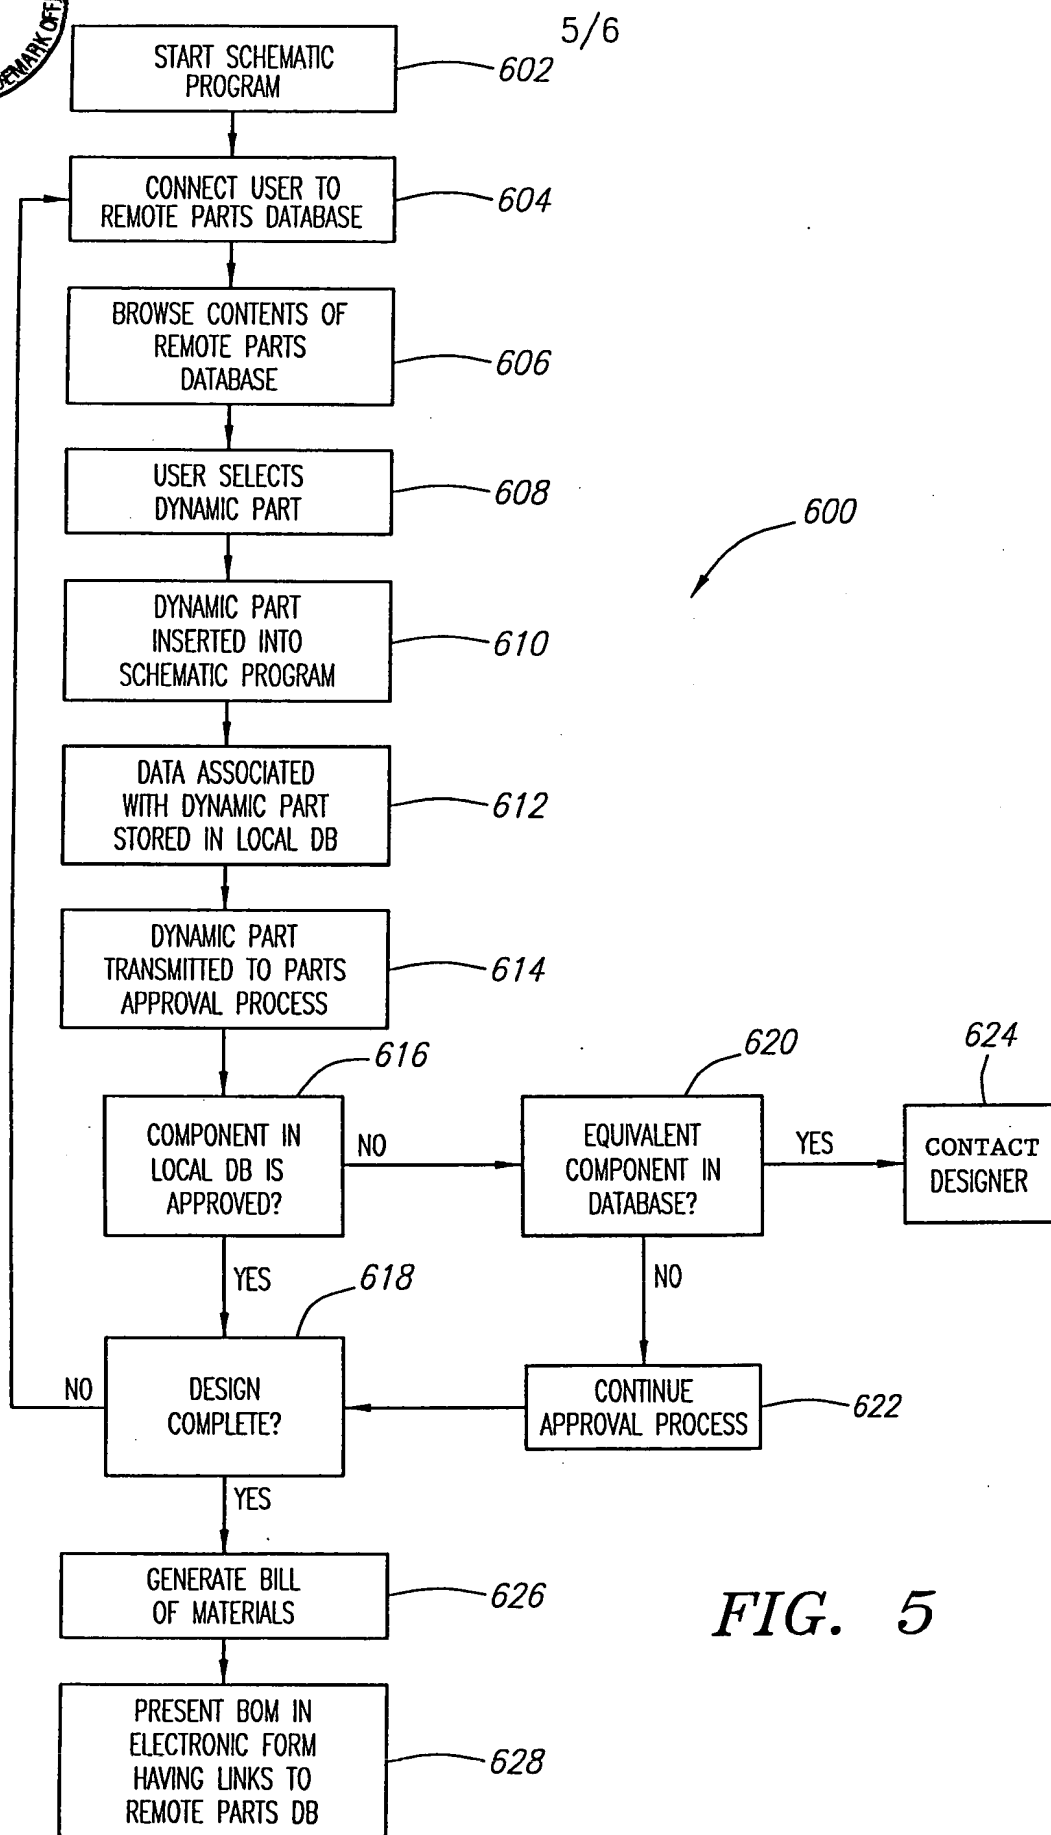 DEMARK OFF
5/6
START SCHEMATIC
PROGRAM
602
CONNECT USER TO
REMOTE PARTS DATABASE
604
BROWSE CONTENTS OF
REMOTE PARTS
DATABASE
606
USER SELECTS
DYNAMIC PART
608
600
DYNAMIC PART
INSERTED INTO
SCHEMATIC PROGRAM
610
DATA ASSOCIATED
WITH DYNAMIC PART
STORED IN LOCAL DB
612
DYNAMIC PART
TRANSMITTED TO PARTS
APPROVAL PROCESS
614
616
COMPONENT IN
LOCAL DB IS
APPROVED?
NO
620
EQUIVALENT
COMPONENT IN
DATABASE?
YES
624
CONTACT
DESIGNER
YES
618
NO
NO
DESIGN
COMPLETE?
CONTINUE
APPROVAL PROCESS
622
YES
GENERATE BILL
OF MATERIALS
626
FIG. 5
PRESENT BOM IN
ELECTRONIC FORM
HAVING LINKS TO
REMOTE PARTS DB
628